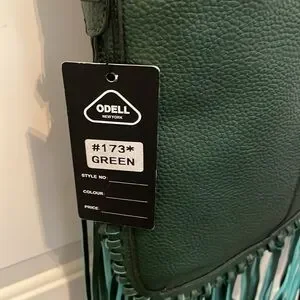 ODELL
NEW YORK
#173*
GREEN
STYLE NO:
COLOUR:
PRICE: